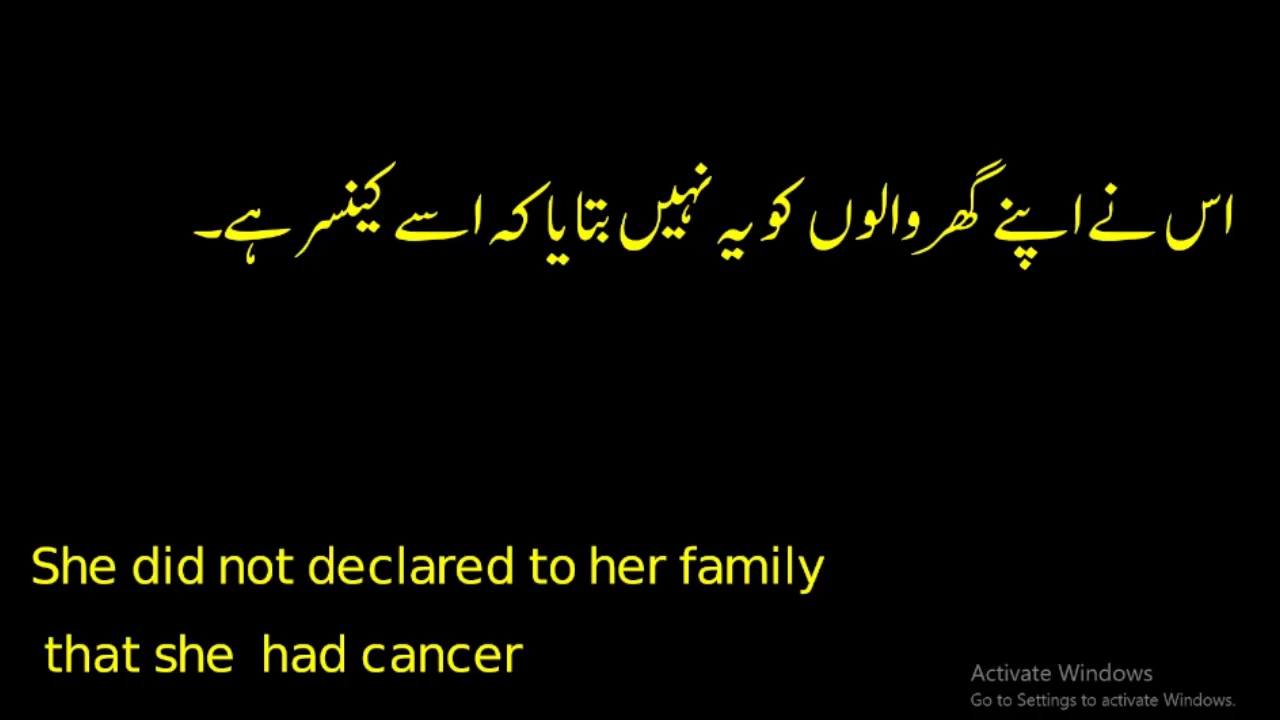 اس نے اپنے گھر والوں کو یہ نہیں بتایا کہ اسے کینسر ہے۔
She did not declared to her family
that she had cancer
Activate Windows
Go to Settings to activate Windows.